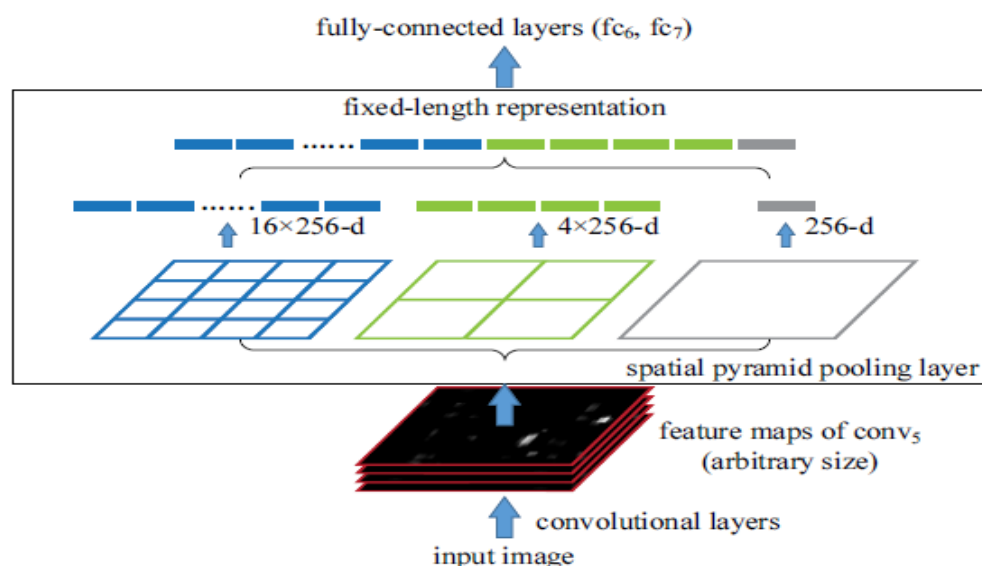 fully-connected layers (fc₆, fc₇)
fixed-length representation
......
......
16×256-d
4×256-d
256-d
spatial pyramid pooling layer
feature maps of conv₅
(arbitrary size)
convolutional layers
input image